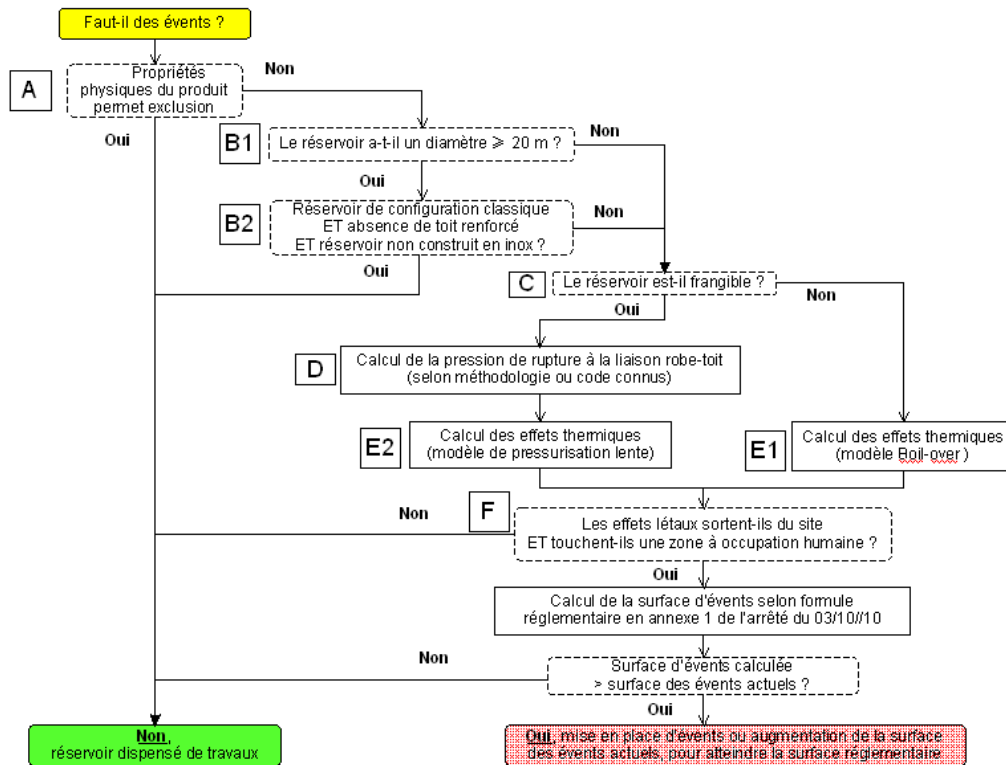 Faut-il des évents ?
A
Propriétés
physiques du produit
permet exclusion
Non
Oui
B1
Le réservoir a-t-il un diamètre ⩾ 20 m ?
Non
Oui
B2
Réservoir de configuration classique
ET absence de toit renforcé
ET réservoir non construit en inox ?
Non
Oui
C
Le réservoir est-il frangible ?
Non
Oui
D
Calcul de la pression de rupture à la liaison robe-toit
(selon méthodologie ou code connus)
E2
Calcul des effets thermiques
(modèle de pressurisation lente)
E1
Calcul des effets thermiques
(modèle Boil-over )
Non
F
Les effets létaux sortent-ils du site
ET touchent-ils une zone à occupation humaine ?
Oui
Calcul de la surface d'évents selon formule
réglementaire en annexe 1 de l'arrêté du 03/10//10
Non
Surface d'évents calculée
> surface des évents actuels ?
Oui
Non,
réservoir dispensé de travaux
Oui, mise en place d'évents ou augmentation de la surface
des évents actuels, pour atteindre la surface réglementaire